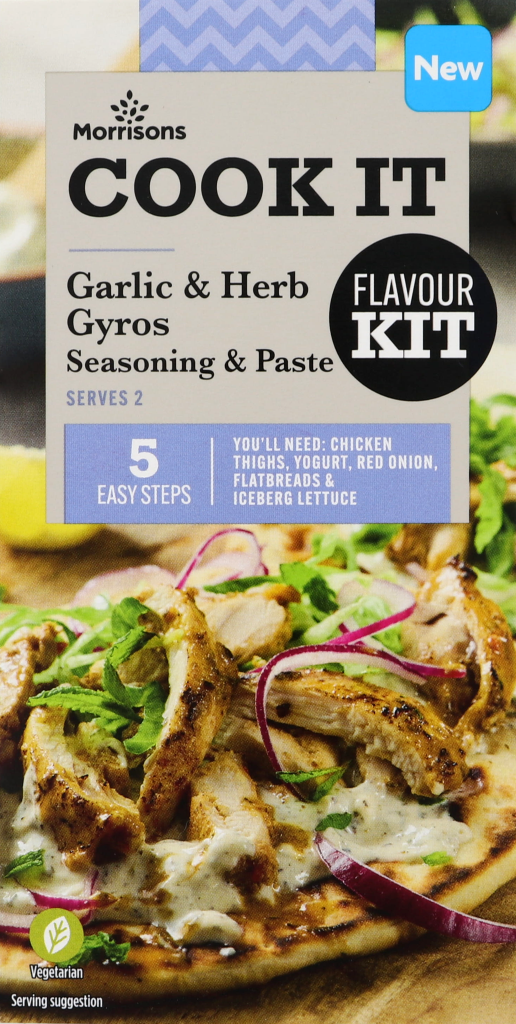 New
Morrisons
COOK IT
Garlic & Herb
Gyros
Seasoning & Paste
SERVES 2
FLAVOUR
KIT
5
EASY STEPS
YOU'LL NEED: CHICKEN
THIGHS, YOGURT, RED ONION,
FLATBREADS &
ICEBERG LETTUCE
Vegetarian
Serving suggestion